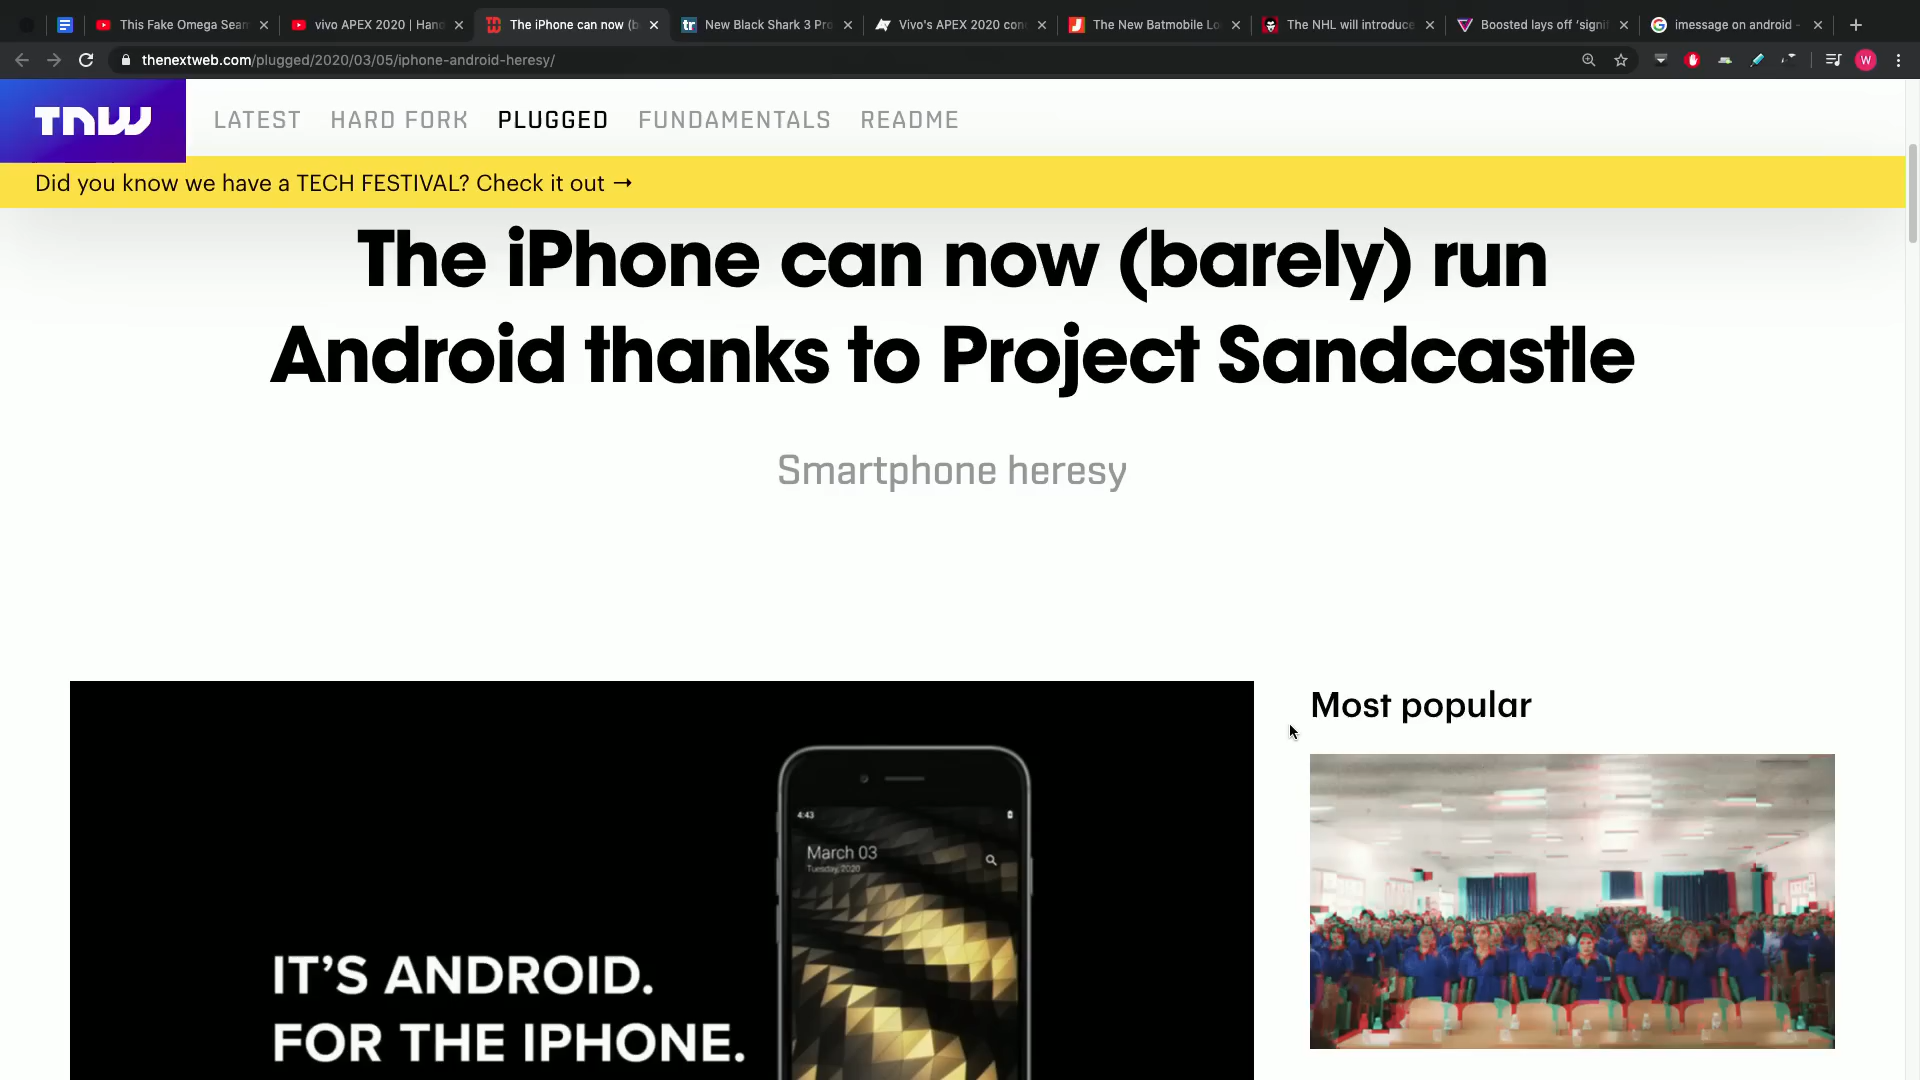 This Fake Omega Sean
vivo APEX 2020 | Hand
The iPhone can now (b
New Black Shark 3 Pro
Vivo's APEX 2020 con
The New Batmobile Lo
The NHL will introduce
Boosted lays off 'signif
imessage on android -
thenextweb.com/plugged/2020/03/05/iphone-android-heresy/
W
TNW
LATEST
HARD FORK
PLUGGED
FUNDAMENTALS
README
Did you know we have a TECH FESTIVAL? Check it out →
The iPhone can now (barely) run
Android thanks to Project Sandcastle
Smartphone heresy
Most popular
4:43
March 03
Tuesday, 2020
IT'S ANDROID.
FOR THE IPHONE.